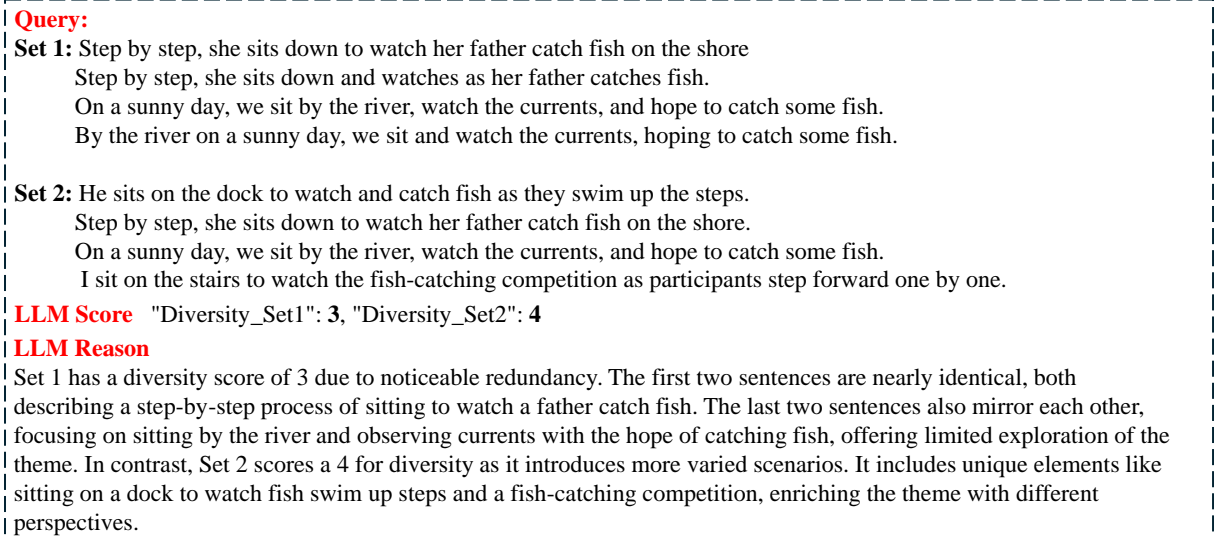 Query:
Set 1: Step by step, she sits down to watch her father catch fish on the shore
Step by step, she sits down and watches as her father catches fish.
On a sunny day, we sit by the river, watch the currents, and hope to catch some fish.
By the river on a sunny day, we sit and watch the currents, hoping to catch some fish.
Set 2: He sits on the dock to watch and catch fish as they swim up the steps.
Step by step, she sits down to watch her father catch fish on the shore.
On a sunny day, we sit by the river, watch the currents, and hope to catch some fish.
I sit on the stairs to watch the fish-catching competition as participants step forward one by one.
LLM Score "Diversity_Set1": 3, "Diversity_Set2": 4
LLM Reason
Set 1 has a diversity score of 3 due to noticeable redundancy. The first two sentences are nearly identical, both
describing a step-by-step process of sitting to watch a father catch fish. The last two sentences also mirror each other,
focusing on sitting by the river and observing currents with the hope of catching fish, offering limited exploration of the
theme. In contrast, Set 2 scores a 4 for diversity as it introduces more varied scenarios. It includes unique elements like
sitting on a dock to watch fish swim up steps and a fish-catching competition, enriching the theme with different
perspectives.